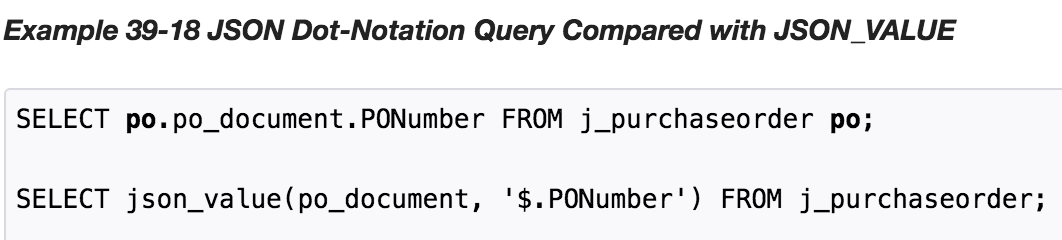 Example 39-18 JSON Dot-Notation Query Compared with JSON_VALUE
SELECT po.po_document.PONumber FROM j_purchaseorder po;
SELECT json_value(po_document, '$.PONumber') FROM j_purchaseorder;